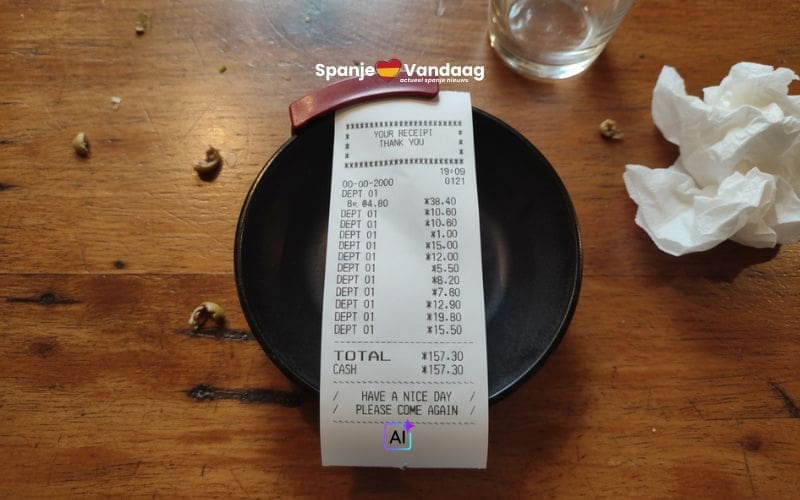 Spanje Vandaag
actueel spanje nieuws
YOUR RECEIPT
THANK YOU
19:09
00-00-2000 0121
DEPT 01
8x @4.80 ¥38.40
DEPT 01 ¥10.60
DEPT 01 ¥10.60
DEPT 01 ¥1.00
DEPT 01 ¥15.00
DEPT 01 ¥12.00
DEPT 01 ¥5.50
DEPT 01 ¥8.20
DEPT 01 ¥7.80
DEPT 01 ¥12.90
DEPT 01 ¥19.80
DEPT 01 ¥15.50
TOTAL ¥157.30
CASH ¥157.30
/ HAVE A NICE DAY /
/ PLEASE COME AGAIN /
AI